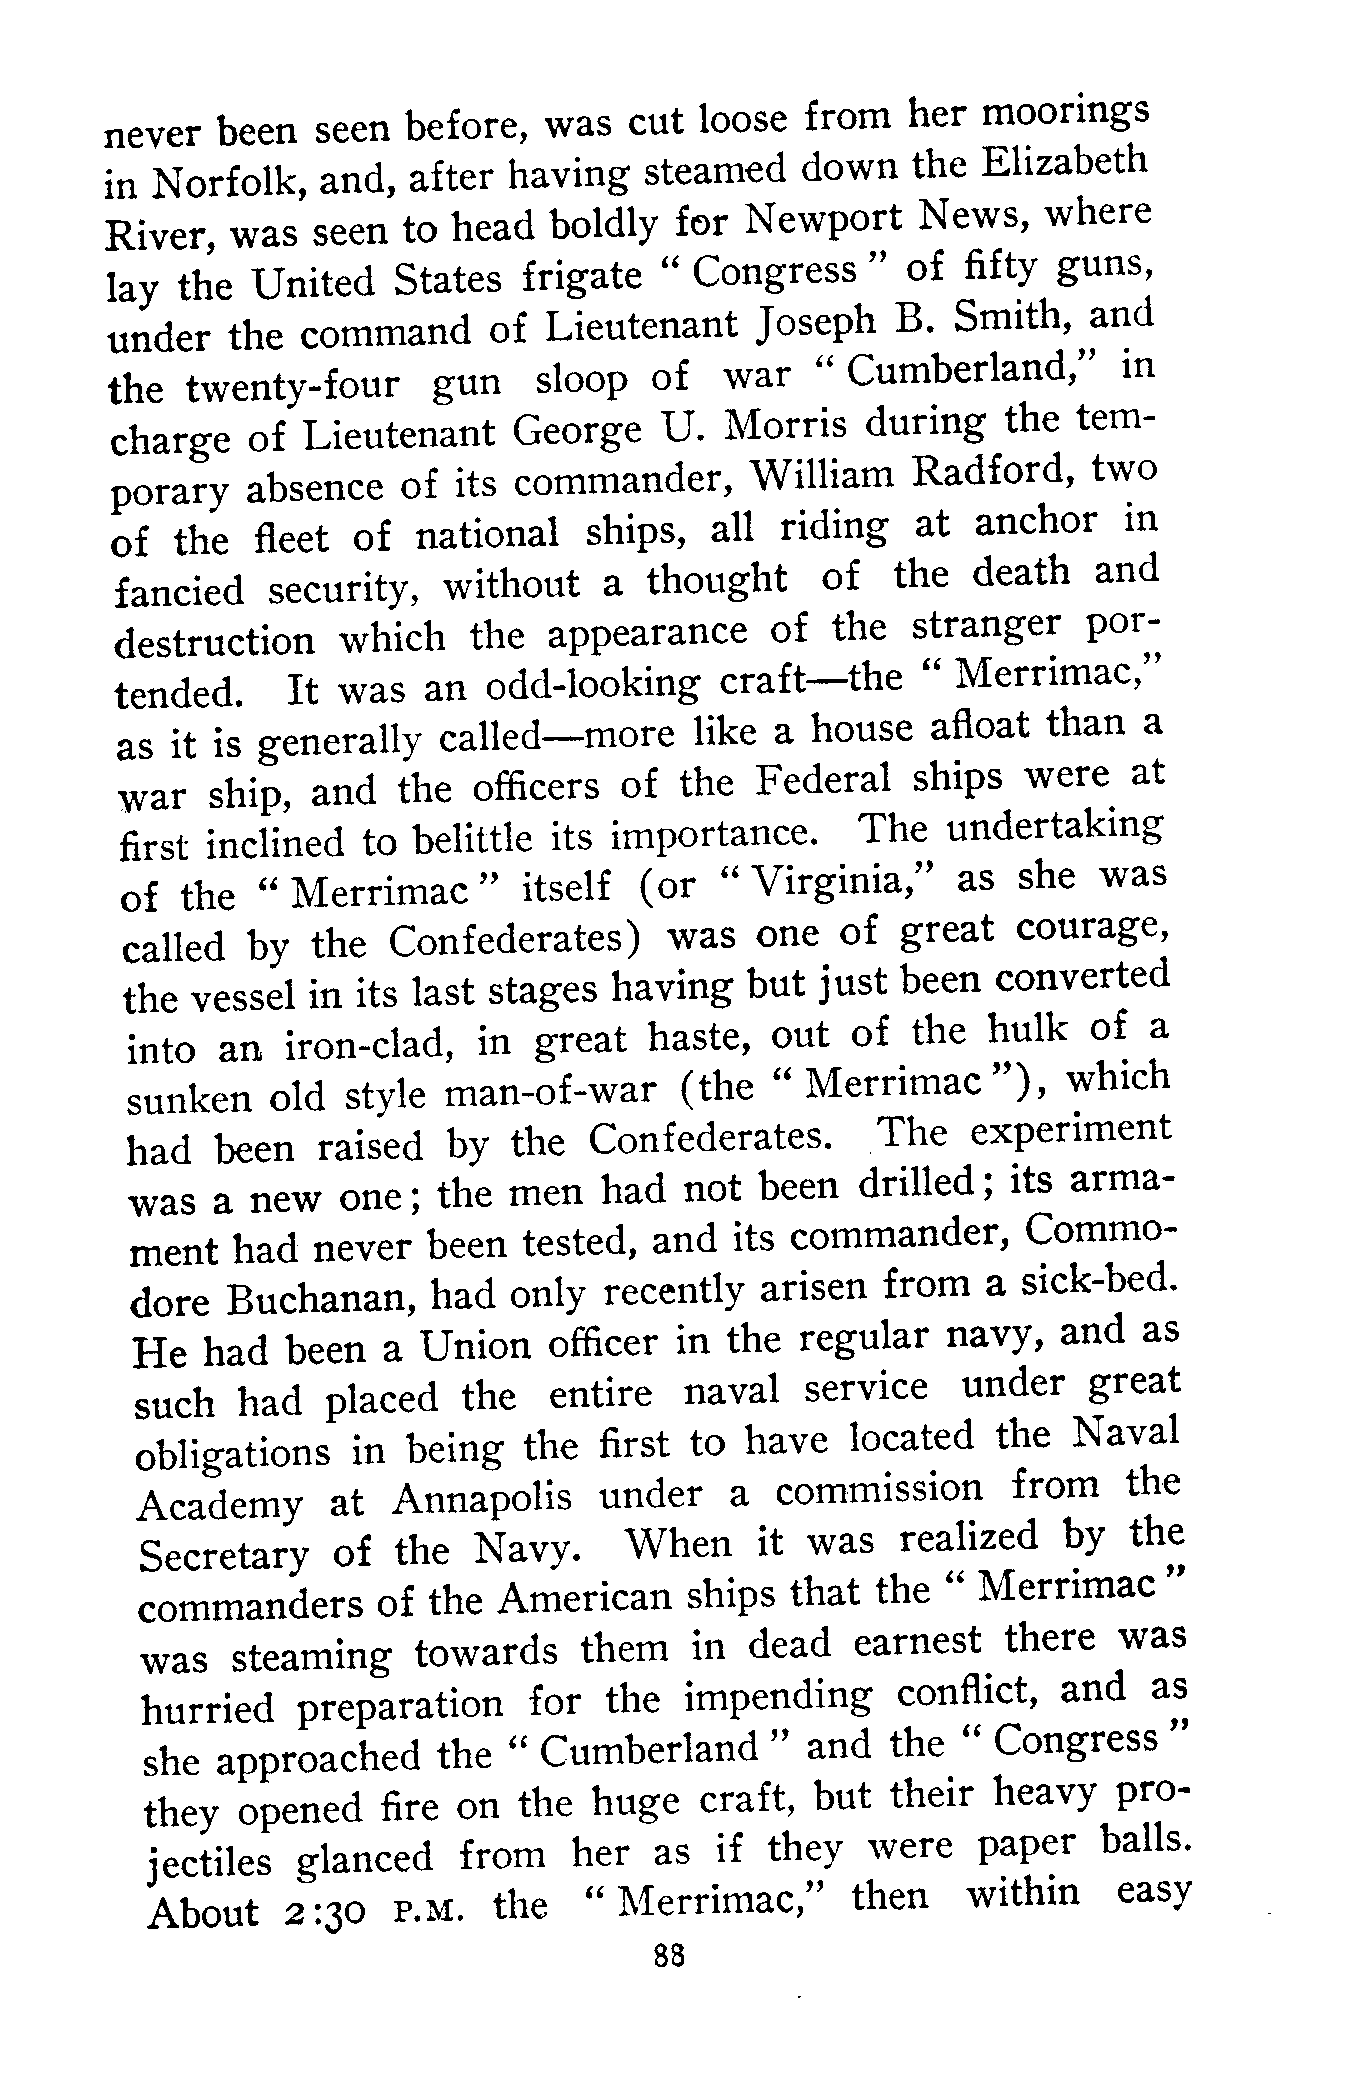 never been seen before, was cut loose from her moorings
in Norfolk, and, after having steamed down the Elizabeth
River, was seen to head boldly for Newport News, where
lay the United States frigate “ Congress ” of fifty guns,
under the command of Lieutenant Joseph B. Smith, and
the twenty-four gun sloop of war “ Cumberland,” in
charge of Lieutenant George U. Morris during the tem-
porary absence of its commander, William Radford, two
of the fleet of national ships, all riding at anchor in
fancied security, without a thought of the death and
destruction which the appearance of the stranger por-
tended. It was an odd-looking craft—the “ Merrimac,”
as it is generally called—more like a house afloat than a
war ship, and the officers of the Federal ships were at
first inclined to belittle its importance. The undertaking
of the “ Merrimac ” itself (or “ Virginia,” as she was
called by the Confederates) was one of great courage,
the vessel in its last stages having but just been converted
into an iron-clad, in great haste, out of the hulk of a
sunken old style man-of-war (the “ Merrimac ”), which
had been raised by the Confederates. The experiment
was a new one; the men had not been drilled; its arma-
ment had never been tested, and its commander, Commo-
dore Buchanan, had only recently arisen from a sick-bed.
He had been a Union officer in the regular navy, and as
such had placed the entire naval service under great
obligations in being the first to have located the Naval
Academy at Annapolis under a commission from the
Secretary of the Navy. When it was realized by the
commanders of the American ships that the “ Merrimac ”
was steaming towards them in dead earnest there was
hurried preparation for the impending conflict, and as
she approached the “ Cumberland ” and the “ Congress ”
they opened fire on the huge craft, but their heavy pro-
jectiles glanced from her as if they were paper balls.
About 2:30 P.M. the “ Merrimac,” then within easy
88